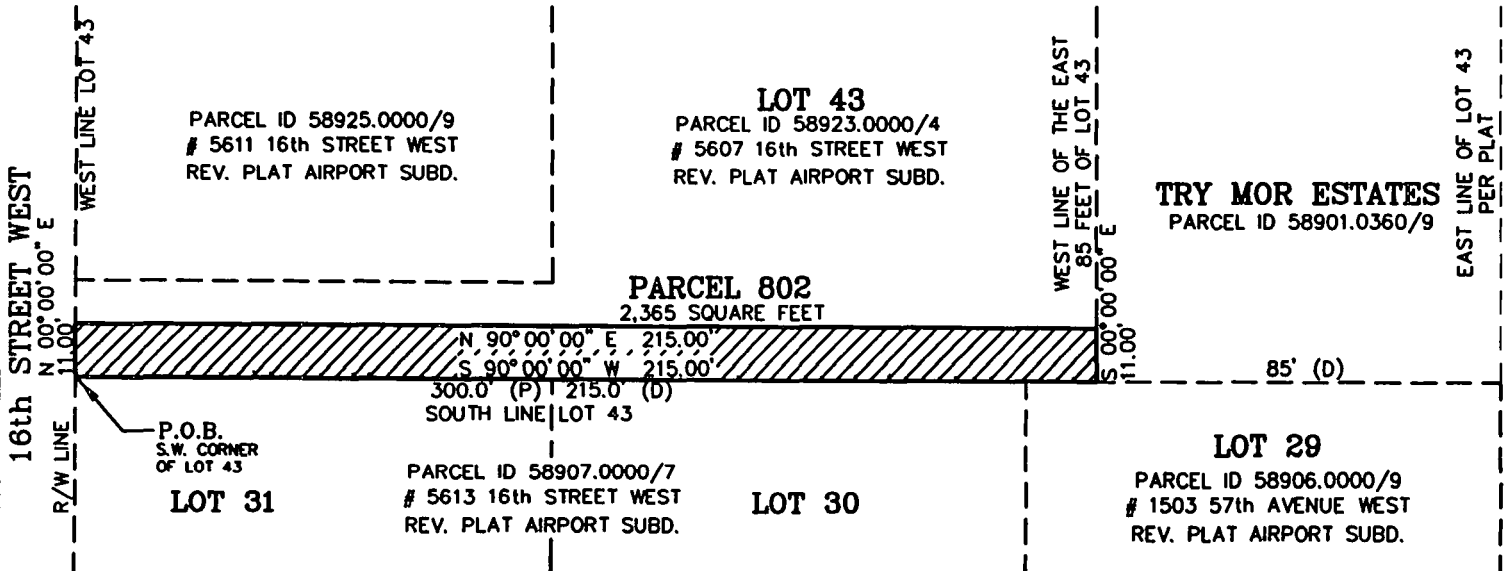 16th STREET WEST
N 00°00'00" E
11.00'
R/W LINE
WEST LINE LOT 43
PARCEL ID 58925.0000/9
# 5611 16th STREET WEST
REV. PLAT AIRPORT SUBD.
LOT 43
PARCEL ID 58923.0000/4
# 5607 16th STREET WEST
REV. PLAT AIRPORT SUBD.
WEST LINE OF THE EAST
85 FEET OF LOT 43
TRY MOR ESTATES
PARCEL ID 58901.0360/9
EAST LINE OF LOT 43
PER PLAT
PARCEL 802
2,365 SQUARE FEET
N 90°00'00" E 215.00'
S 90°00'00" W 215.00'
300.0' (P) 215.0' (D)
SOUTH LINE LOT 43
S 00°00'00" E
11.00'
85' (D)
P.O.B.
S.W. CORNER
OF LOT 43
LOT 31
PARCEL ID 58907.0000/7
# 5613 16th STREET WEST
REV. PLAT AIRPORT SUBD.
LOT 30
LOT 29
PARCEL ID 58906.0000/9
# 1503 57th AVENUE WEST
REV. PLAT AIRPORT SUBD.